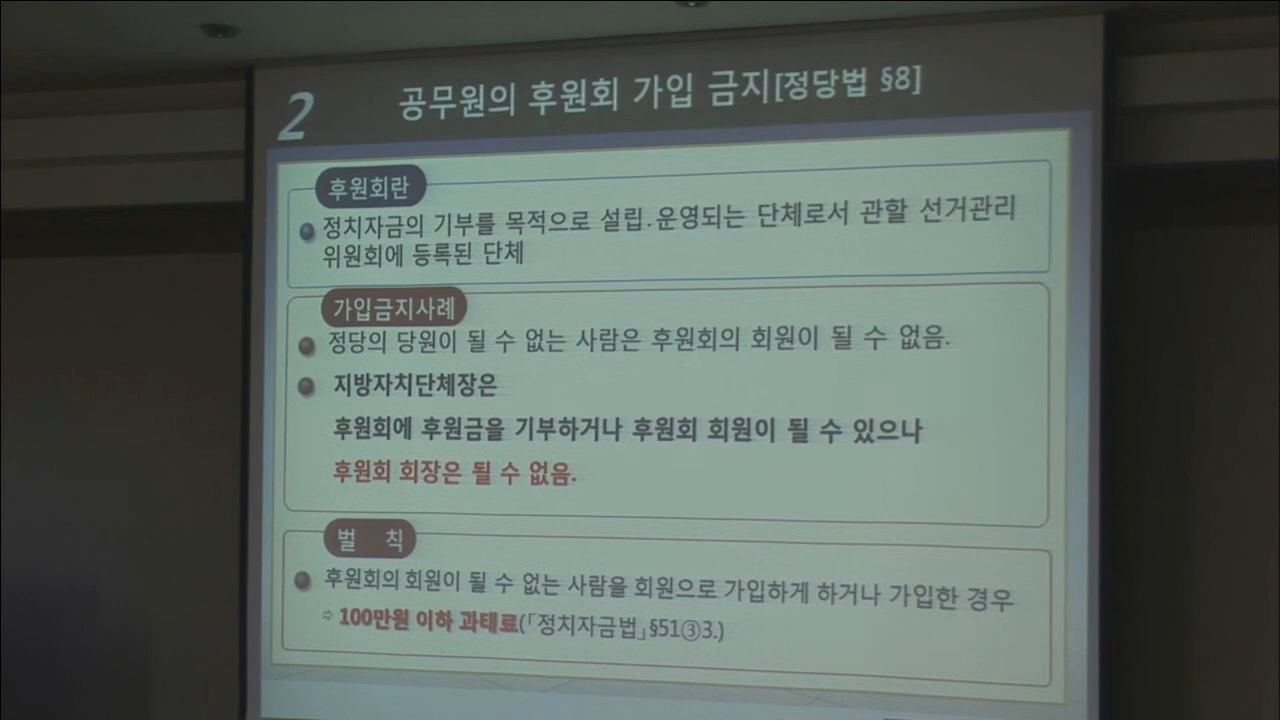 2
공무원의 후원회 가입 금지[정당법 §8]
후원회란
정치자금의 기부를 목적으로 설립.운영되는 단체로서 관할 선거관리
위원회에 등록된 단체
가입금지사례
정당의 당원이 될 수 없는 사람은 후원회의 회원이 될 수 없음.
지방자치단체장은
후원회에 후원금을 기부하거나 후원회 회원이 될 수 있으나
후원회 회장은 될 수 없음.
벌 칙
후원회의 회원이 될 수 없는 사람을 회원으로 가입하게 하거나 가입한 경우
⇨ 100만원 이하 과태료(「정치자금법」§51③3.)